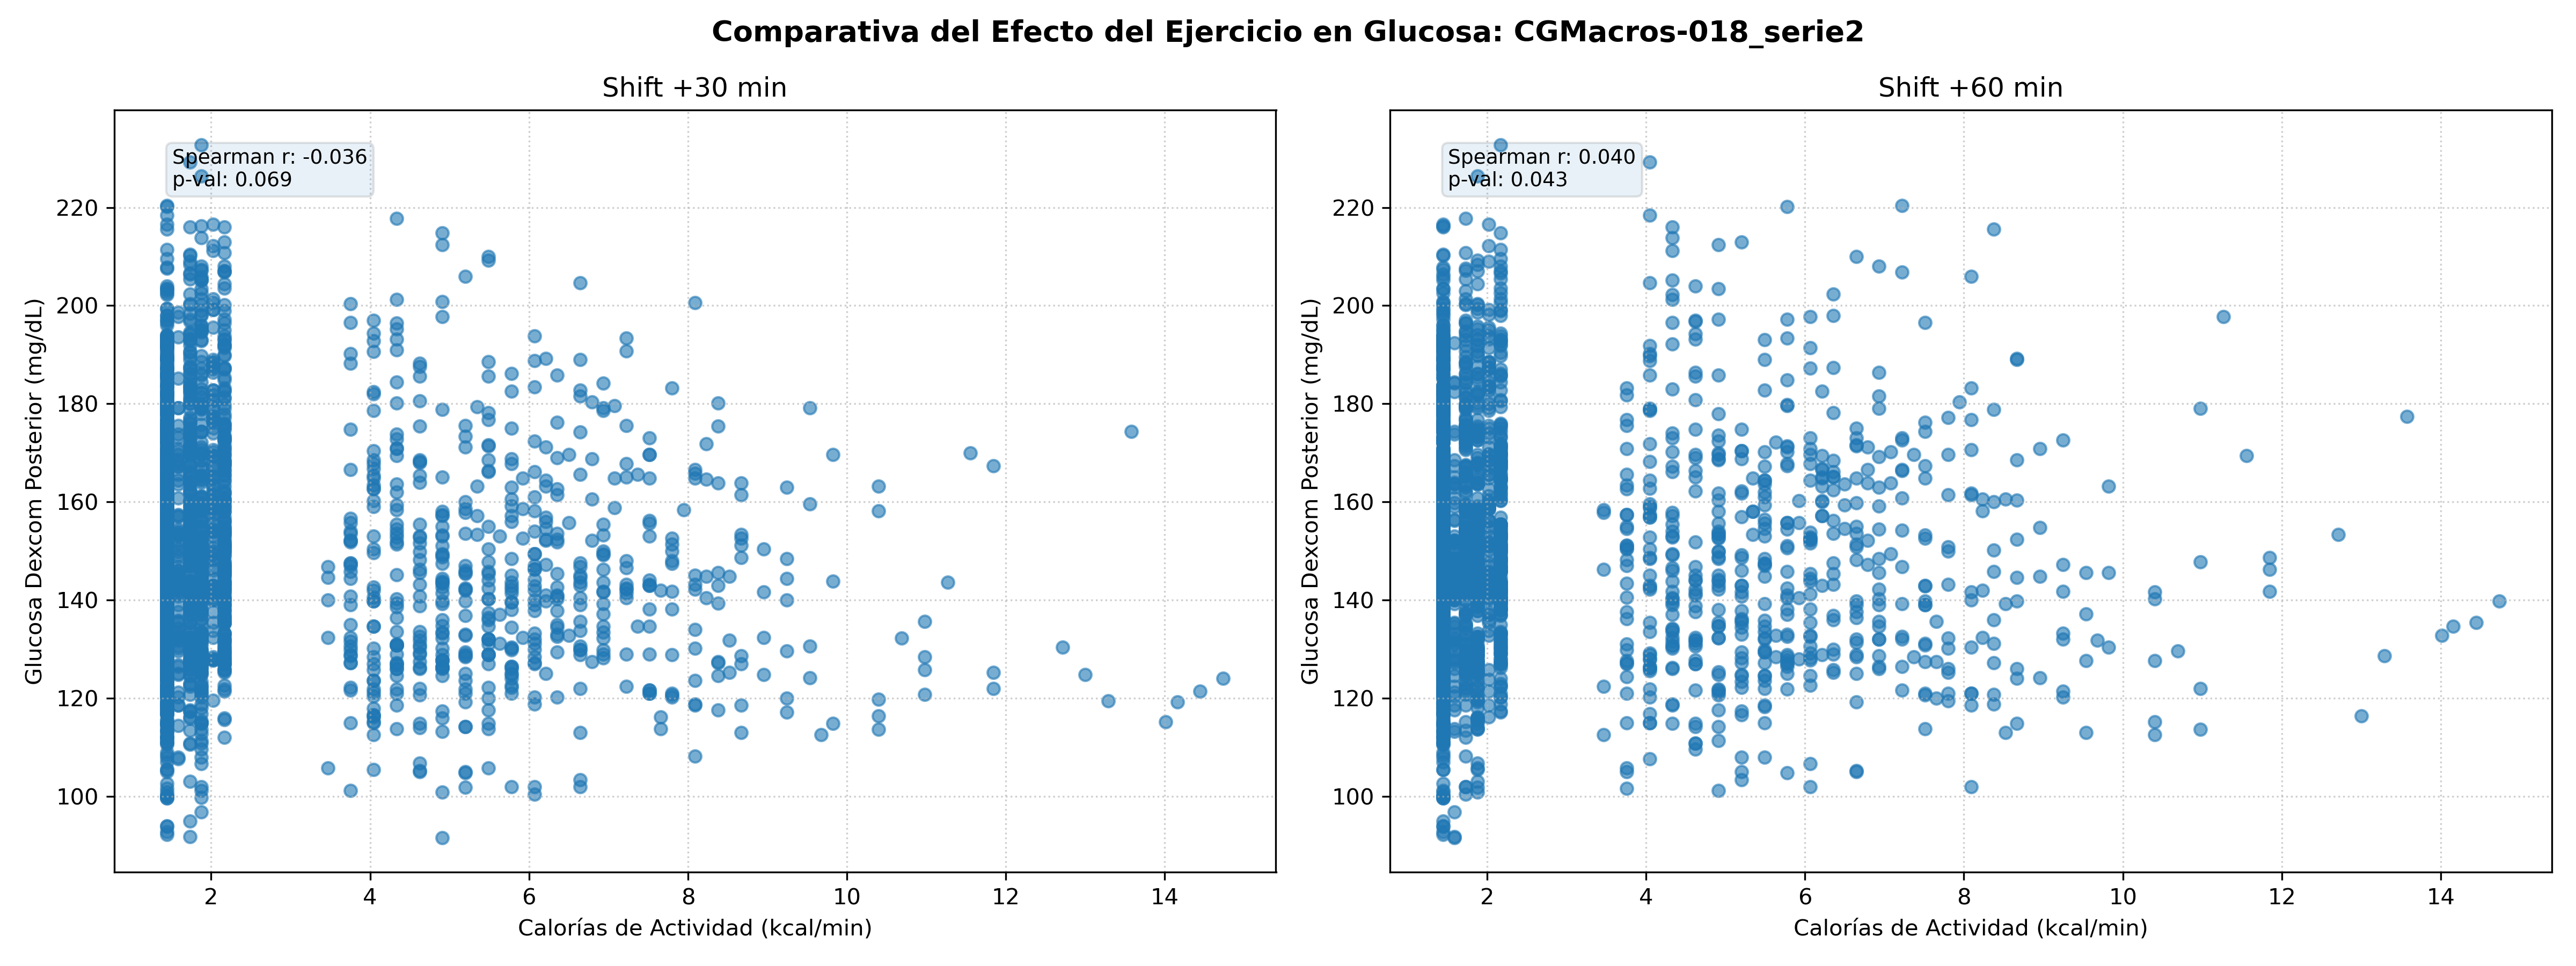 Comparativa del Efecto del Ejercicio en Glucosa: CGMacros-018_serie2
Shift +30 min
Spearman r: -0.036
p-val: 0.069
Glucosa Dexcom Posterior (mg/dL)
220
200
180
160
140
120
100
2 4 6 8 10 12 14
Calorías de Actividad (kcal/min)
Shift +60 min
Spearman r: 0.040
p-val: 0.043
Glucosa Dexcom Posterior (mg/dL)
220
200
180
160
140
120
100
2 4 6 8 10 12 14
Calorías de Actividad (kcal/min)